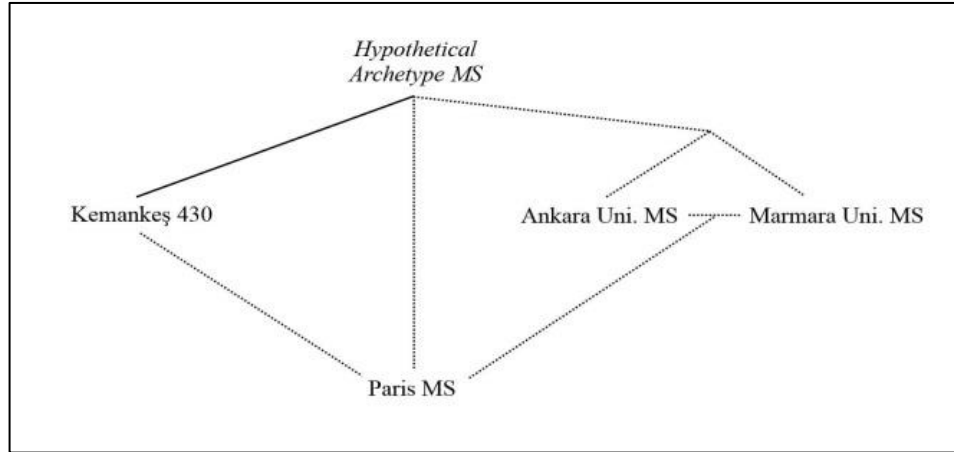 Hypothetical
Archetype MS
Kemankeş 430
Ankara Uni. MS
Marmara Uni. MS
Paris MS